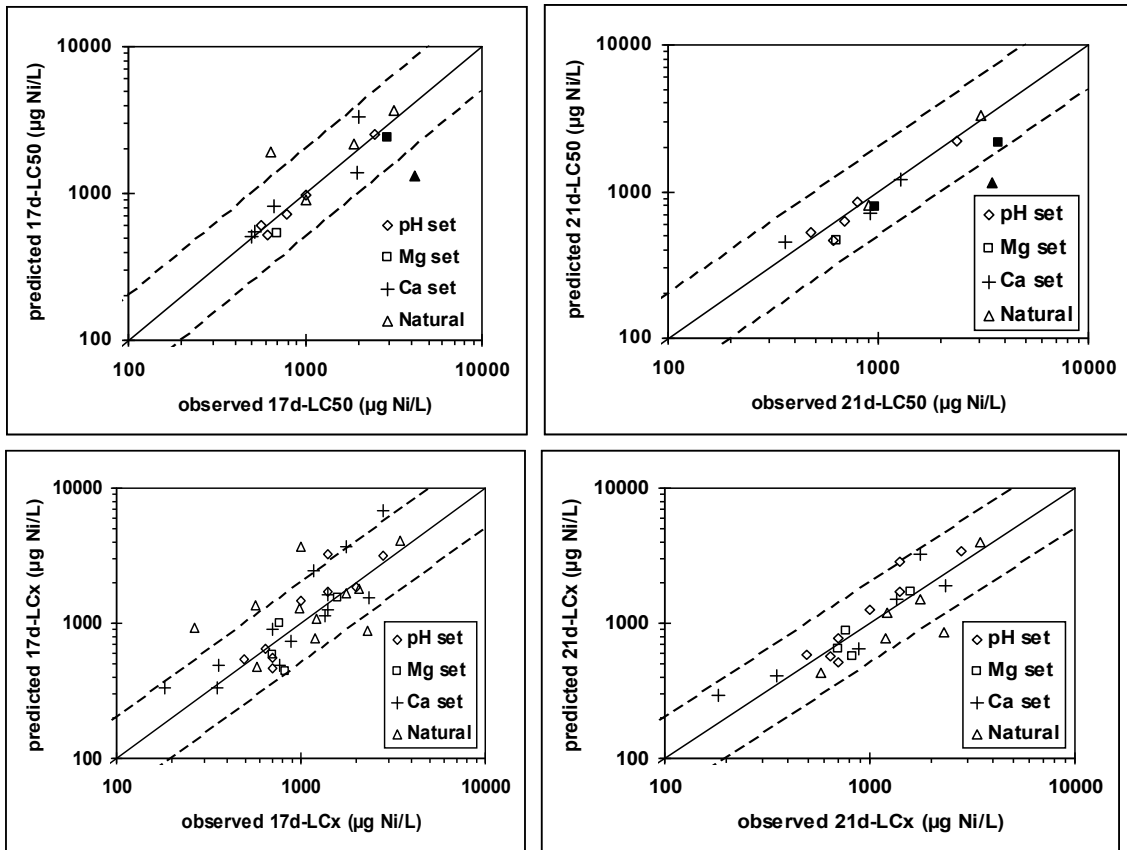 10000
1000
100
predicted 17d-LC50 (µg Ni/L)
pH set
Mg set
Ca set
Natural
100 1000 10000
observed 17d-LC50 (µg Ni/L)
10000
1000
100
predicted 21d-LC50 (µg Ni/L)
pH set
Mg set
Ca set
Natural
100 1000 10000
observed 21d-LC50 (µg Ni/L)
10000
1000
100
predicted 17d-LCx (µg Ni/L)
pH set
Mg set
Ca set
Natural
100 1000 10000
observed 17d-LCx (µg Ni/L)
10000
1000
100
predicted 21d-LCx (µg Ni/L)
pH set
Mg set
Ca set
Natural
100 1000 10000
observed 21d-LCx (µg Ni/L)